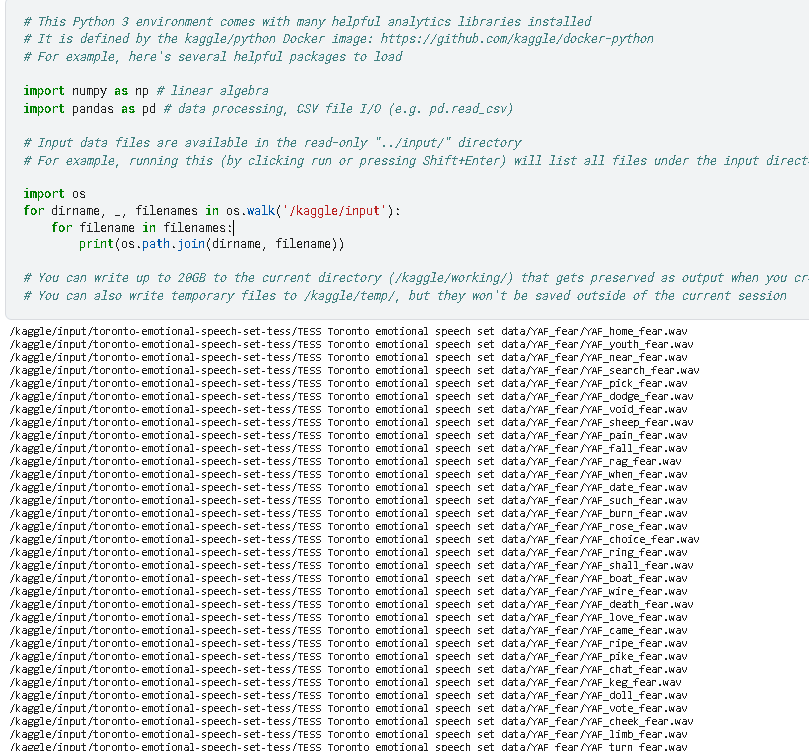 # This Python 3 environment comes with many helpful analytics libraries installed
# It is defined by the kaggle/python Docker image: https://github.com/kaggle/docker-python
# For example, here's several helpful packages to load
import numpy as np # linear algebra
import pandas as pd # data processing, CSV file I/O (e.g. pd.read_csv)
# Input data files are available in the read-only "../input/" directory
# For example, running this (by clicking run or pressing Shift+Enter) will list all files under the input direct
import os
for dirname, _, filenames in os.walk('/kaggle/input'):
    for filename in filenames:
        print(os.path.join(dirname, filename))
# You can write up to 20GB to the current directory (/kaggle/working/) that gets preserved as output when you cr
# You can also write temporary files to /kaggle/temp/, but they won't be saved outside of the current session
/kaggle/input/toronto-emotional-speech-set-tess/TESS Toronto emotional speech set data/YAF_fear/YAF_home_fear.wav
/kaggle/input/toronto-emotional-speech-set-tess/TESS Toronto emotional speech set data/YAF_fear/YAF_youth_fear.wav
/kaggle/input/toronto-emotional-speech-set-tess/TESS Toronto emotional speech set data/YAF_fear/YAF_near_fear.wav
/kaggle/input/toronto-emotional-speech-set-tess/TESS Toronto emotional speech set data/YAF_fear/YAF_search_fear.wav
/kaggle/input/toronto-emotional-speech-set-tess/TESS Toronto emotional speech set data/YAF_fear/YAF_pick_fear.wav
/kaggle/input/toronto-emotional-speech-set-tess/TESS Toronto emotional speech set data/YAF_fear/YAF_dodge_fear.wav
/kaggle/input/toronto-emotional-speech-set-tess/TESS Toronto emotional speech set data/YAF_fear/YAF_void_fear.wav
/kaggle/input/toronto-emotional-speech-set-tess/TESS Toronto emotional speech set data/YAF_fear/YAF_sheep_fear.wav
/kaggle/input/toronto-emotional-speech-set-tess/TESS Toronto emotional speech set data/YAF_fear/YAF_pain_fear.wav
/kaggle/input/toronto-emotional-speech-set-tess/TESS Toronto emotional speech set data/YAF_fear/YAF_fall_fear.wav
/kaggle/input/toronto-emotional-speech-set-tess/TESS Toronto emotional speech set data/YAF_fear/YAF_rag_fear.wav
/kaggle/input/toronto-emotional-speech-set-tess/TESS Toronto emotional speech set data/YAF_fear/YAF_when_fear.wav
/kaggle/input/toronto-emotional-speech-set-tess/TESS Toronto emotional speech set data/YAF_fear/YAF_date_fear.wav
/kaggle/input/toronto-emotional-speech-set-tess/TESS Toronto emotional speech set data/YAF_fear/YAF_such_fear.wav
/kaggle/input/toronto-emotional-speech-set-tess/TESS Toronto emotional speech set data/YAF_fear/YAF_burn_fear.wav
/kaggle/input/toronto-emotional-speech-set-tess/TESS Toronto emotional speech set data/YAF_fear/YAF_rose_fear.wav
/kaggle/input/toronto-emotional-speech-set-tess/TESS Toronto emotional speech set data/YAF_fear/YAF_choice_fear.wav
/kaggle/input/toronto-emotional-speech-set-tess/TESS Toronto emotional speech set data/YAF_fear/YAF_ring_fear.wav
/kaggle/input/toronto-emotional-speech-set-tess/TESS Toronto emotional speech set data/YAF_fear/YAF_shall_fear.wav
/kaggle/input/toronto-emotional-speech-set-tess/TESS Toronto emotional speech set data/YAF_fear/YAF_boat_fear.wav
/kaggle/input/toronto-emotional-speech-set-tess/TESS Toronto emotional speech set data/YAF_fear/YAF_wire_fear.wav
/kaggle/input/toronto-emotional-speech-set-tess/TESS Toronto emotional speech set data/YAF_fear/YAF_death_fear.wav
/kaggle/input/toronto-emotional-speech-set-tess/TESS Toronto emotional speech set data/YAF_fear/YAF_love_fear.wav
/kaggle/input/toronto-emotional-speech-set-tess/TESS Toronto emotional speech set data/YAF_fear/YAF_came_fear.wav
/kaggle/input/toronto-emotional-speech-set-tess/TESS Toronto emotional speech set data/YAF_fear/YAF_ripe_fear.wav
/kaggle/input/toronto-emotional-speech-set-tess/TESS Toronto emotional speech set data/YAF_fear/YAF_pike_fear.wav
/kaggle/input/toronto-emotional-speech-set-tess/TESS Toronto emotional speech set data/YAF_fear/YAF_chat_fear.wav
/kaggle/input/toronto-emotional-speech-set-tess/TESS Toronto emotional speech set data/YAF_fear/YAF_keg_fear.wav
/kaggle/input/toronto-emotional-speech-set-tess/TESS Toronto emotional speech set data/YAF_fear/YAF_doll_fear.wav
/kaggle/input/toronto-emotional-speech-set-tess/TESS Toronto emotional speech set data/YAF_fear/YAF_vote_fear.wav
/kaggle/input/toronto-emotional-speech-set-tess/TESS Toronto emotional speech set data/YAF_fear/YAF_cheek_fear.wav
/kaggle/input/toronto-emotional-speech-set-tess/TESS Toronto emotional speech set data/YAF_fear/YAF_limb_fear.wav
/kaggle/input/toronto-emotional-speech-set-tess/TESS Toronto emotional speech set data/YAF_fear/YAF_turn_fear.wav